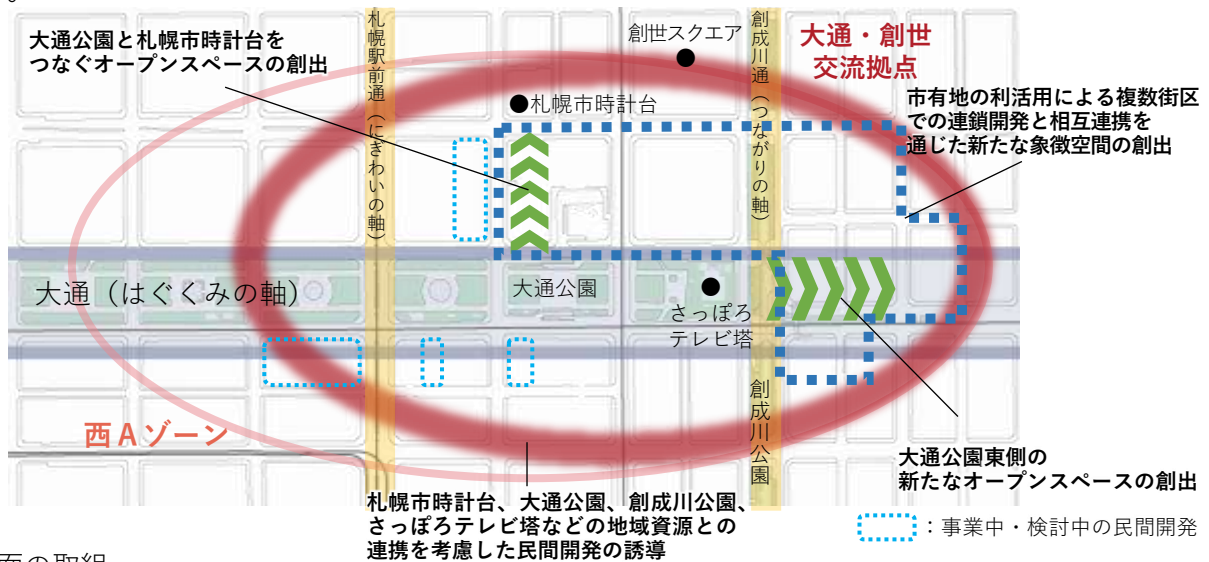 。
大通公園と札幌市時計台を
つなぐオープンスペースの創出
札幌駅前通（にぎわいの軸）
創世スクエア
創成川通（つながりの軸）
大通・創世
交流拠点
札幌市時計台
市有地の利活用による複数街区
での連鎖開発と相互連携を
通じた新たな象徴空間の創出
大通（はぐくみの軸）
大通公園
さっぽろ
テレビ塔
創成川公園
西Aゾーン
大通公園東側の
新たなオープンスペースの創出
札幌市時計台、大通公園、創成川公園、
さっぽろテレビ塔などの地域資源との
連携を考慮した民間開発の誘導
：事業中・検討中の民間開発
面の取組